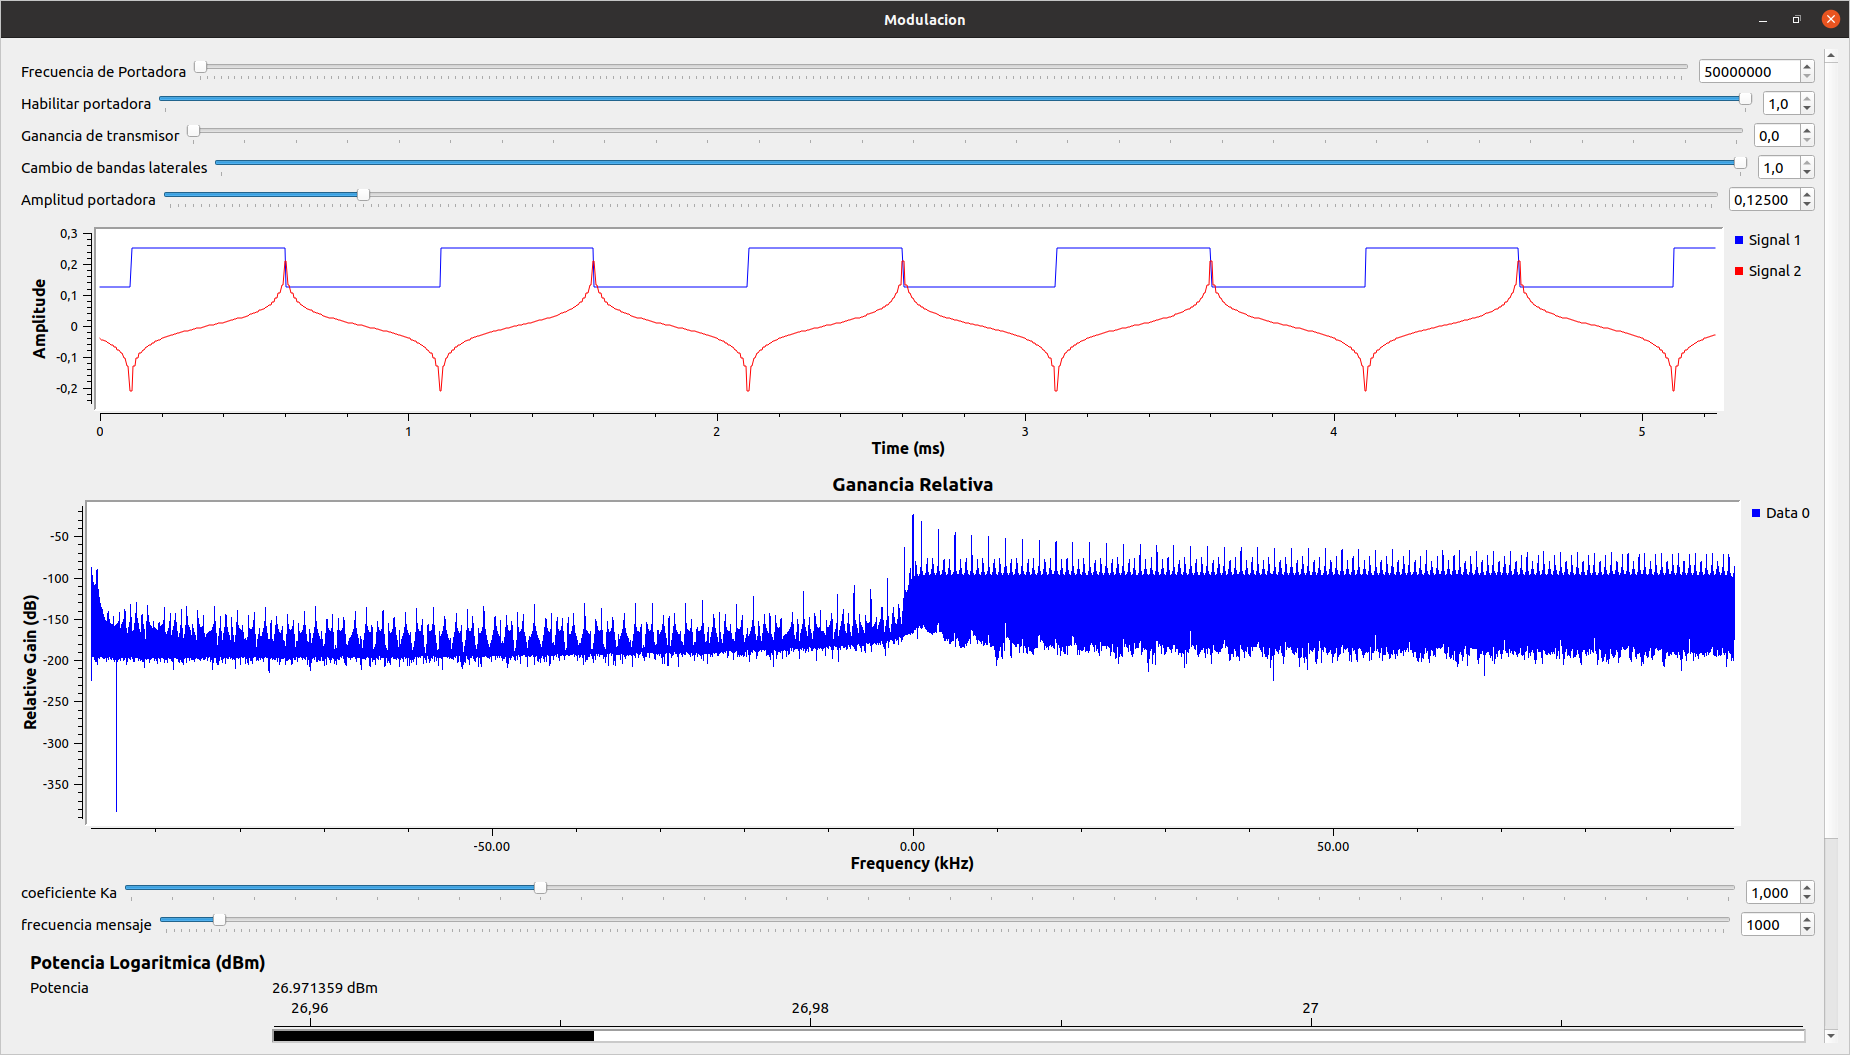 Modulacion
Frecuencia de Portadora 50000000
Habilitar portadora 1,0
Ganancia de transmisor 0,0
Cambio de bandas laterales 1,0
Amplitud portadora 0,12500
0,3
0,2
0,1
0
-0,1
-0,2
Amplitude
Signal 1
Signal 2
0 1 2 3 4 5
Time (ms)
Ganancia Relativa
-50
-100
-150
-200
-250
-300
-350
Relative Gain (dB)
Data 0
-50.00 0.00 50.00
Frequency (kHz)
coeficiente Ka 1,000
frecuencia mensaje 1000
Potencia Logaritmica (dBm)
Potencia 26.971359 dBm
26,96 26,98 27